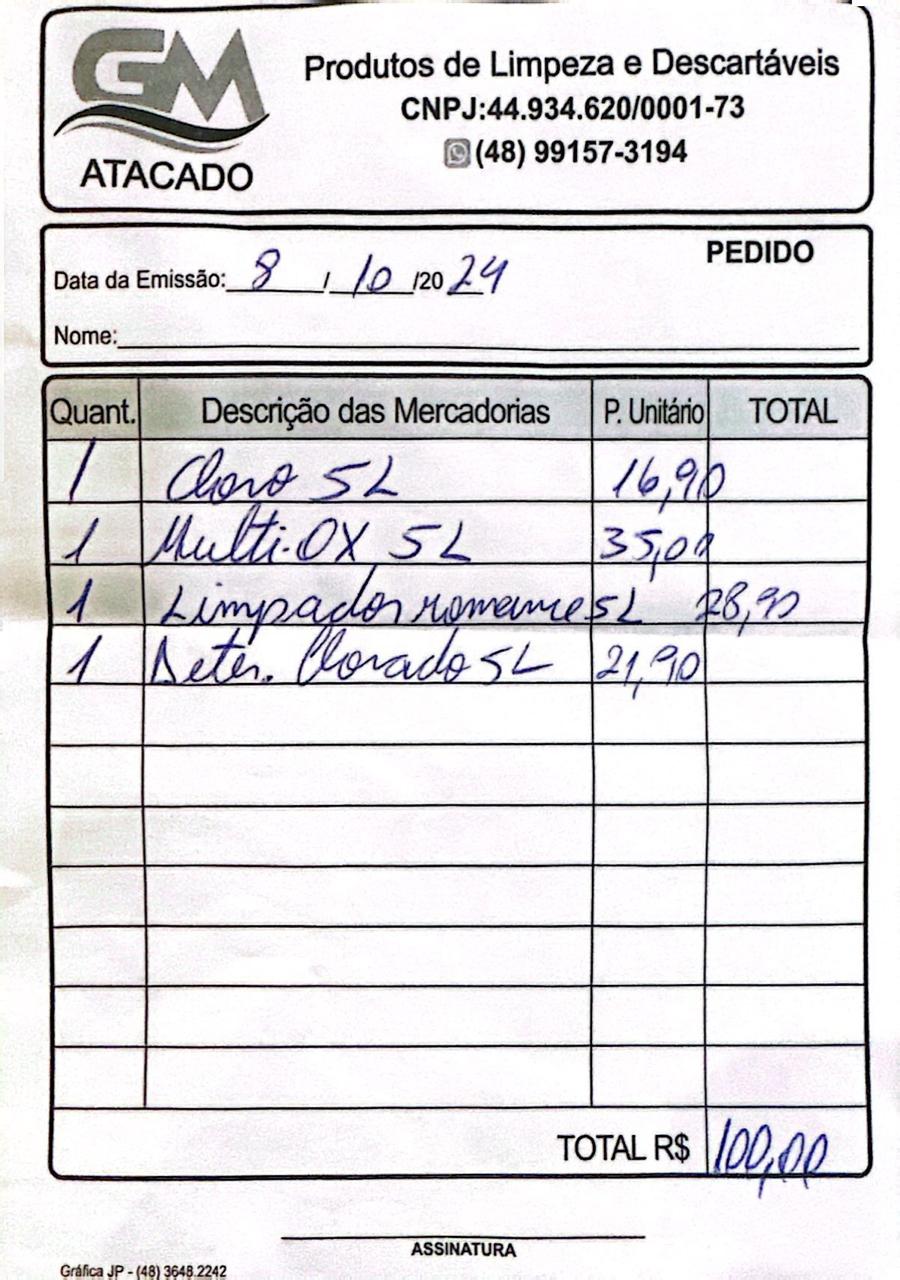 GM
ATACADO
Produtos de Limpeza e Descartáveis
CNPJ:44.934.620/0001-73
(48) 99157-3194
PEDIDO
Data da Emissão: 8 / 10 /20 24
Nome:
Quant. Descrição das Mercadorias P. Unitário TOTAL
1 Cloro 5L 16,90
1 Multi-OX 5L 35,00
1 Limpador romance 5L 28,90
1 Deter. Clorado 5L 21,90
TOTAL R$ 100,00
ASSINATURA
Gráfica JP - (48) 3648.2242